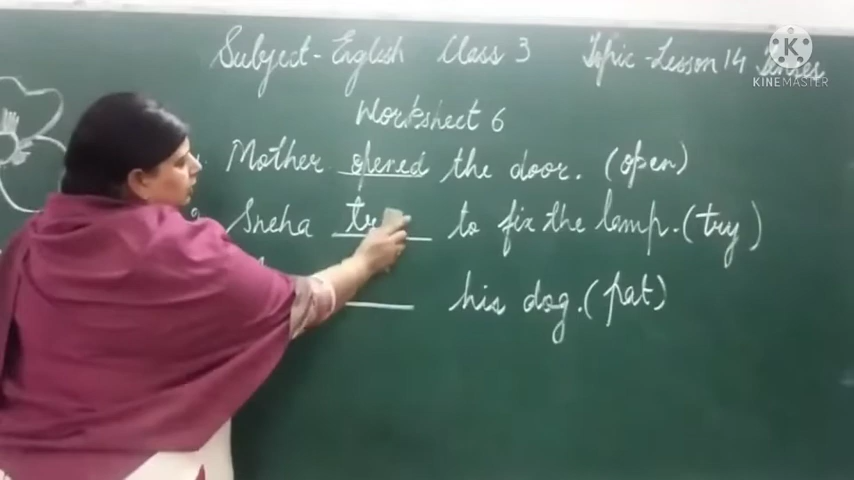 Subject - English Class 3 Topic - Lesson 14 Tenses
Worksheet 6
Mother opened the door. (open)
Sneha to fix the lamp. (try)
his dog. (pat)
KINEMASTER